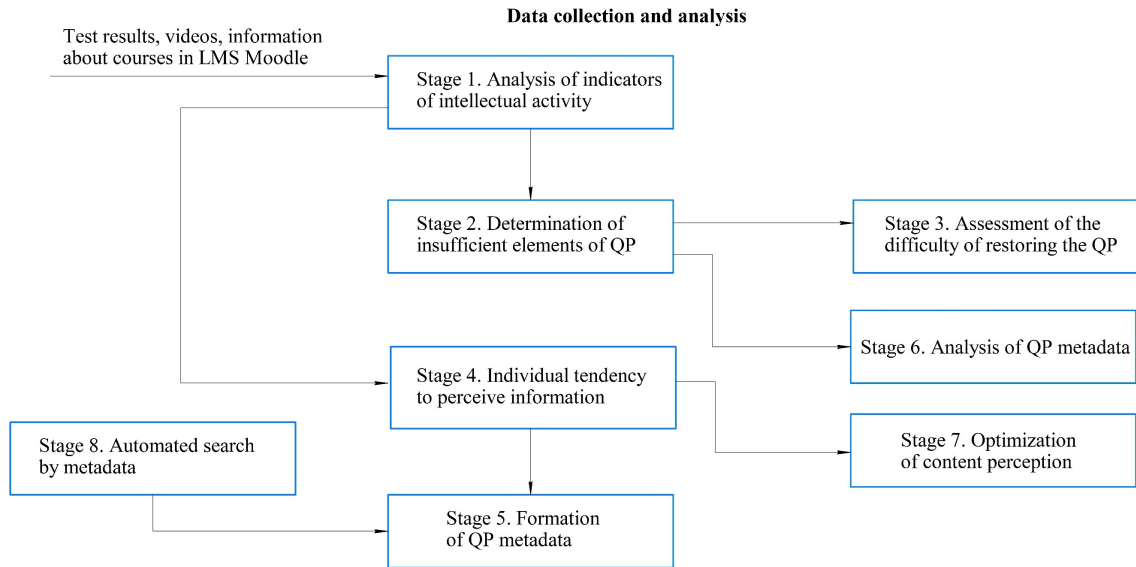 Data collection and analysis
Test results, videos, information
about courses in LMS Moodle
Stage 1. Analysis of indicators
of intellectual activity
Stage 2. Determination of
insufficient elements of QP
Stage 3. Assessment of the
difficulty of restoring the QP
Stage 6. Analysis of QP metadata
Stage 4. Individual tendency
to perceive information
Stage 8. Automated search
by metadata
Stage 7. Optimization
of content perception
Stage 5. Formation
of QP metadata